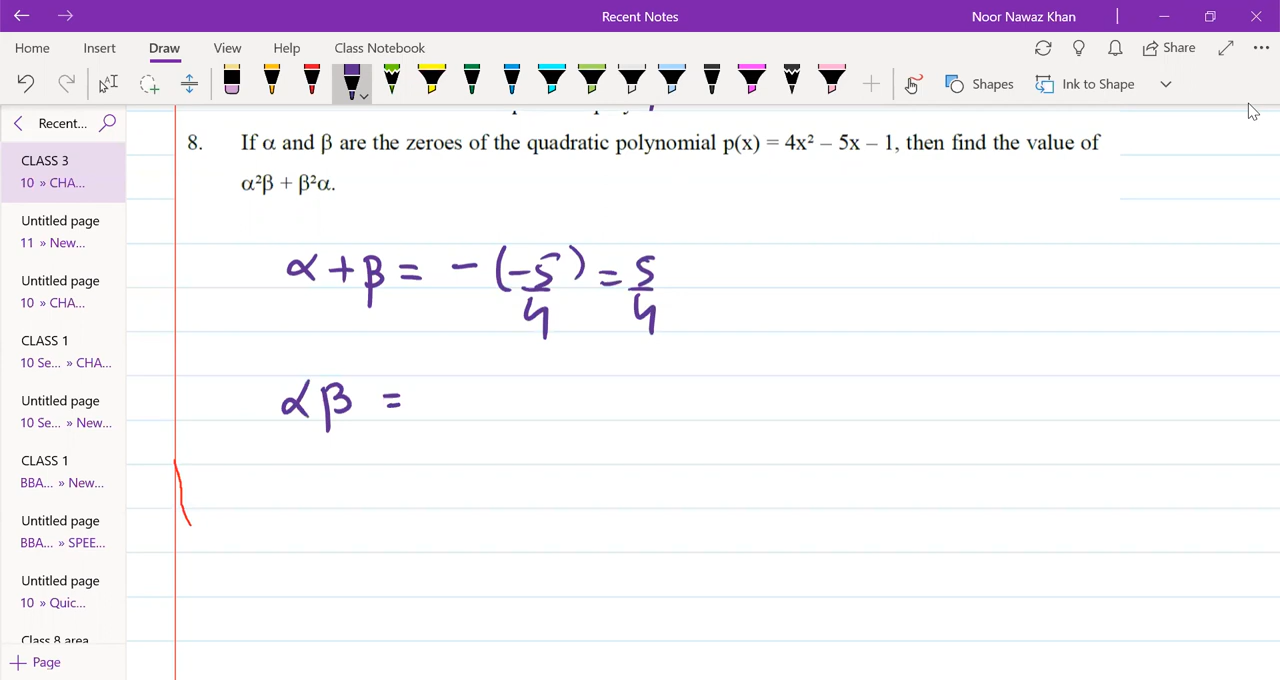 Recent Notes
Noor Nawaz Khan
Home Insert Draw View Help Class Notebook
Share
Shapes
Ink to Shape
Recent...
CLASS 3
10 » CHA...
Untitled page
11 » New...
Untitled page
10 » CHA...
CLASS 1
10 Se... » CHA...
Untitled page
10 Se... » New...
CLASS 1
BBA... » New...
Untitled page
BBA... » SPEE...
Untitled page
10 » Quic...
Class 8 area
+ Page
8. If α and β are the zeroes of the quadratic polynomial p(x) = 4x² – 5x – 1, then find the value of
α²β + β²α.
α + β = - (-5/4) = 5/4
αβ =